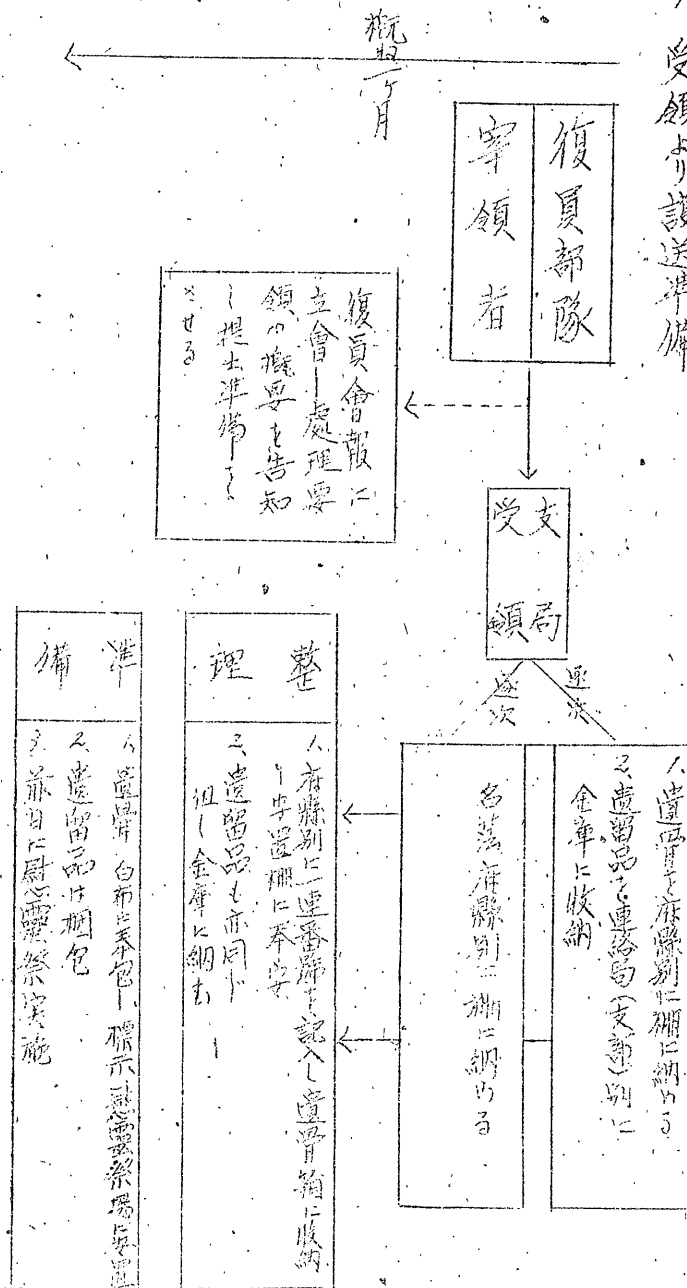 受領より護送準備
復員部隊
宰領者
概ね一ヶ月
復員會報に
立會し處理要
領の概要を告知
し提出準備を
させる
支局
受領
逐次
逐次
1、遺骨を府縣別に棚に納める
2、遺留品を連絡局(支部)別に
金庫に收納
名簿府縣別に棚に納める
整理
1、府縣別に一連番號を記入し遺骨箱に收納
し安置棚に奉安
2、遺留品も亦同じ
但し金庫に納む
準備
1、遺骨 白布に奉包し、標示慰靈祭場に安置
2、遺留品は梱包
3、前日に慰靈祭実施